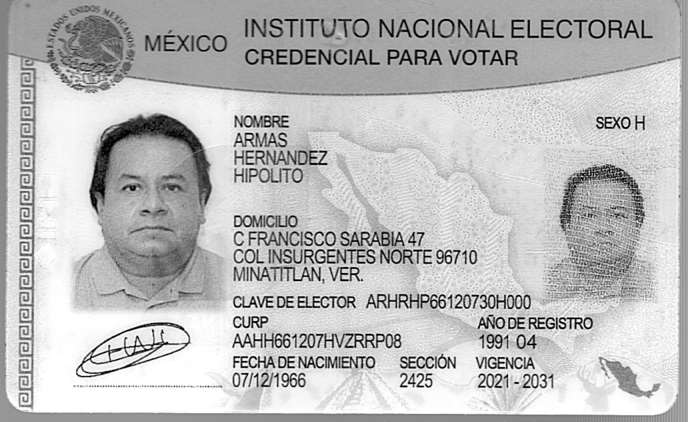 ESTADOS UNIDOS MEXICANOS
MÉXICO
INSTITUTO NACIONAL ELECTORAL
CREDENCIAL PARA VOTAR
NOMBRE
SEXO H
ARMAS
HERNANDEZ
HIPOLITO
DOMICILIO
C FRANCISCO SARABIA 47
COL INSURGENTES NORTE 96710
MINATITLAN, VER.
CLAVE DE ELECTOR ARHRHP66120730H000
CURP AÑO DE REGISTRO
AAHH661207HVZRRP08 1991 04
FECHA DE NACIMIENTO SECCIÓN VIGENCIA
07/12/1966 2425 2021 - 2031